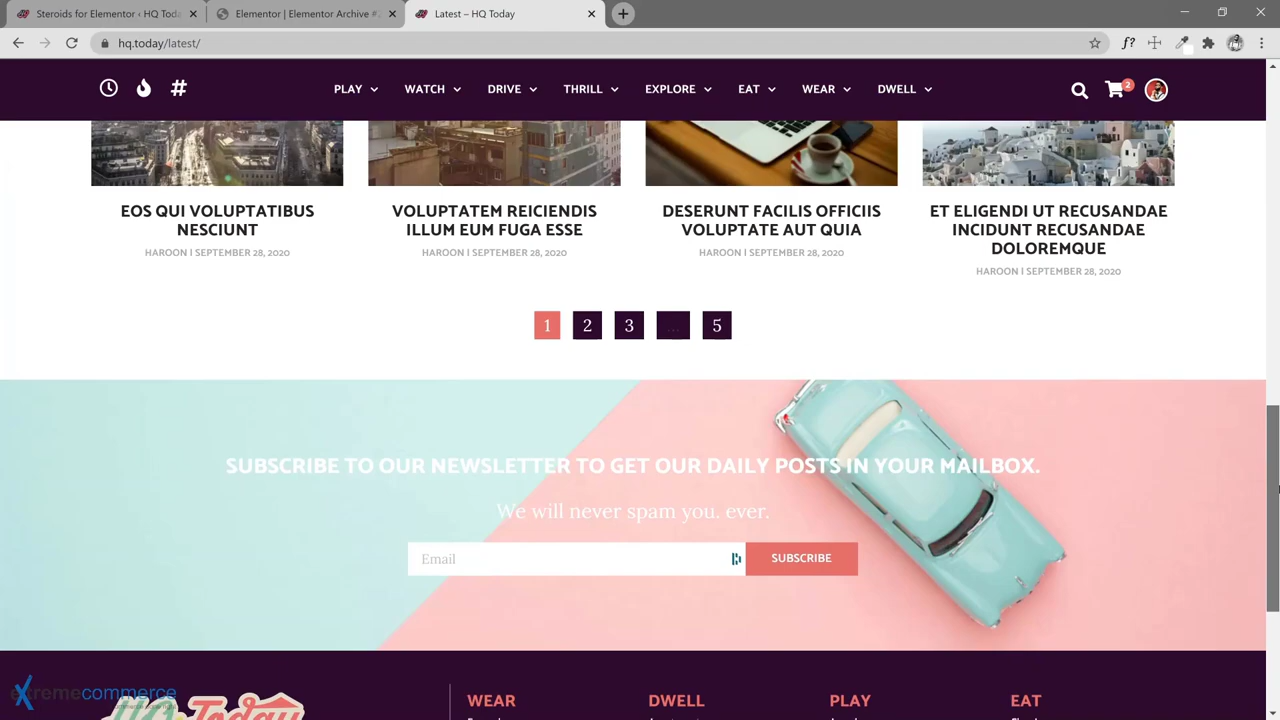 Steroids for Elementor ‹ HQ Toda
Elementor | Elementor Archive #
Latest – HQ Today
hq.today/latest/
f?
PLAY
WATCH
DRIVE
THRILL
EXPLORE
EAT
WEAR
DWELL
2
EOS QUI VOLUPTATIBUS
NESCIUNT
HAROON | SEPTEMBER 28, 2020
VOLUPTATEM REICIENDIS
ILLUM EUM FUGA ESSE
HAROON | SEPTEMBER 28, 2020
DESERUNT FACILIS OFFICIIS
VOLUPTATE AUT QUIA
HAROON | SEPTEMBER 28, 2020
ET ELIGENDI UT RECUSANDAE
INCIDUNT RECUSANDAE
DOLOREMQUE
HAROON | SEPTEMBER 28, 2020
1 2 3 ... 5
SUBSCRIBE TO OUR NEWSLETTER TO GET OUR DAILY POSTS IN YOUR MAILBOX.
We will never spam you. ever.
Email
SUBSCRIBE
extremecommerce
HQ Today
WEAR
DWELL
PLAY
EAT